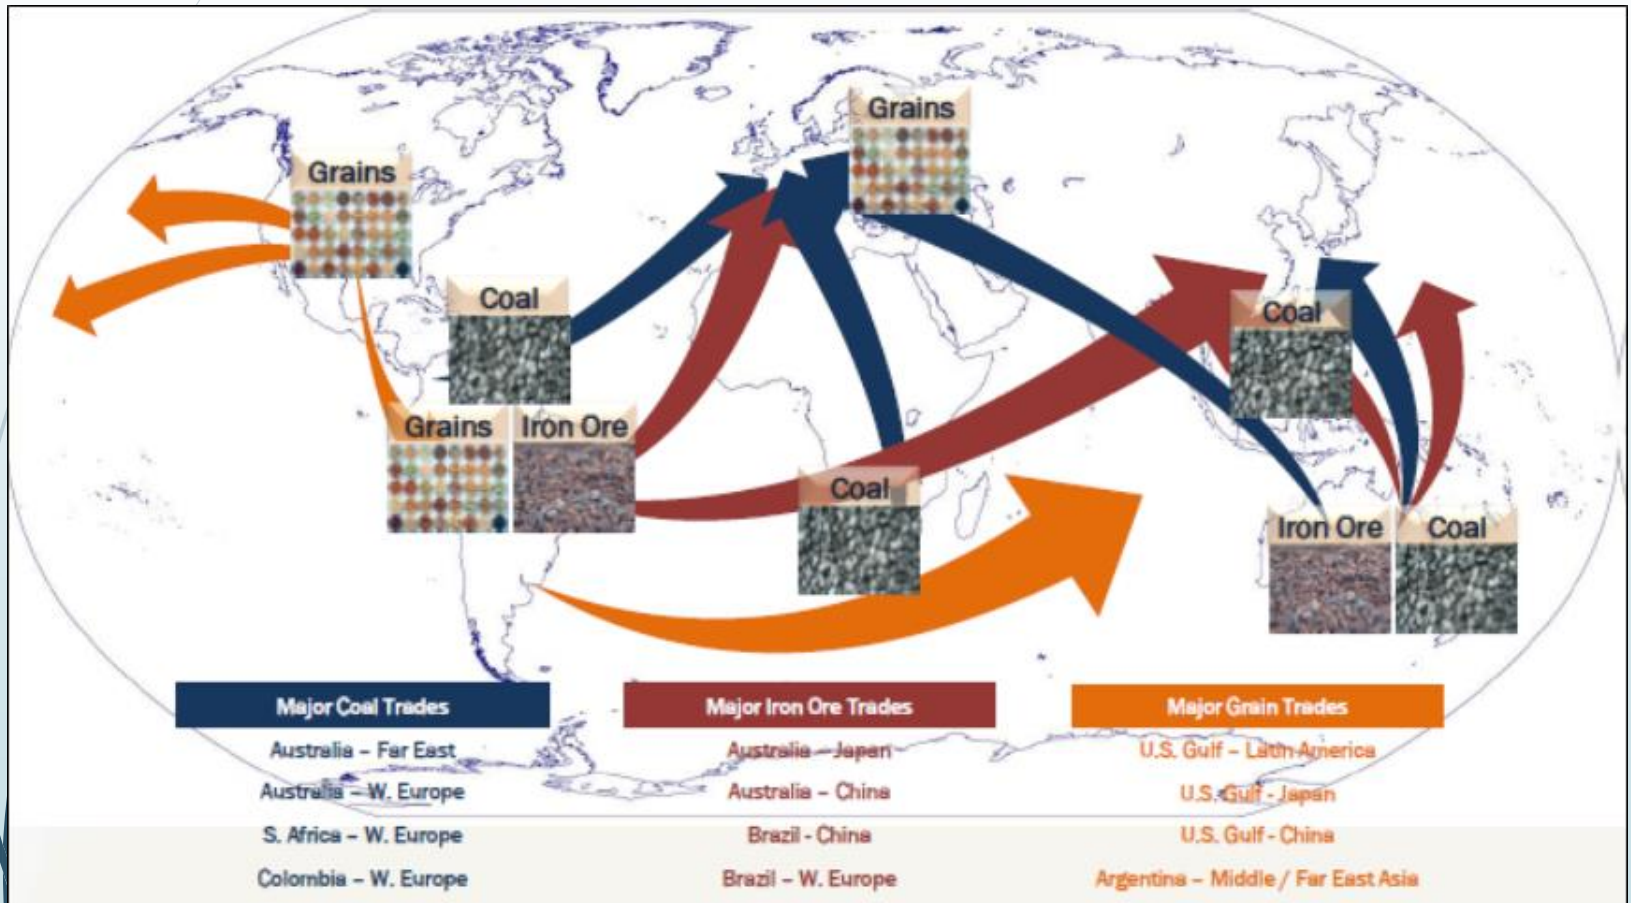 Grains
Grains
Coal
Coal
Grains
Iron Ore
Coal
Iron Ore
Coal
Major Coal Trades
Australia – Far East
Australia – W. Europe
S. Africa – W. Europe
Colombia – W. Europe
Major Iron Ore Trades
Australia – Japan
Australia – China
Brazil - China
Brazil – W. Europe
Major Grain Trades
U.S. Gulf – Latin America
U.S. Gulf - Japan
U.S. Gulf - China
Argentina – Middle / Far East Asia